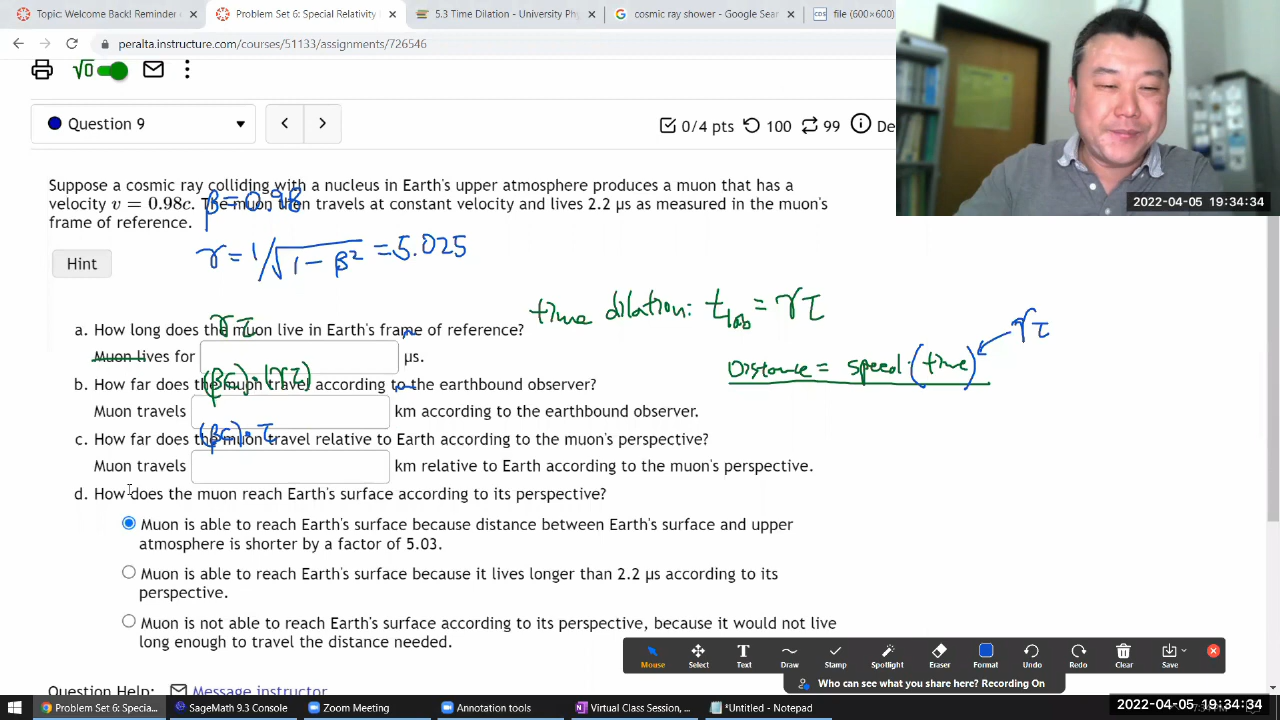 Topic Welcome Back! Reminder
Problem Set 6: Special Relativity
5.3 Time Dilation - University Ph
cosmic ray shower - Google Sear
file (600×600)
peralta.instructure.com/courses/51133/assignments/726546
√0
Question 9
0/4 pts 100 99 De
2022-04-05 19:34:34
Suppose a cosmic ray colliding with a nucleus in Earth's upper atmosphere produces a muon that has a
velocity v = 0.98c. The muon then travels at constant velocity and lives 2.2 μs as measured in the muon's
frame of reference.
β = 0.98
γ = 1/√1 − β² = 5.025
Hint
time dilation: t lab = γτ
γτ
a. How long does the muon live in Earth's frame of reference?
γτ
Muon lives for μs.
Distance = speed · (time)
(βc) · (γτ)
b. How far does the muon travel according to the earthbound observer?
Muon travels km according to the earthbound observer.
(βc) · τ
c. How far does the muon travel relative to Earth according to the muon's perspective?
Muon travels km relative to Earth according to the muon's perspective.
d. How does the muon reach Earth's surface according to its perspective?
Muon is able to reach Earth's surface because distance between Earth's surface and upper
atmosphere is shorter by a factor of 5.03.
Muon is able to reach Earth's surface because it lives longer than 2.2 μs according to its
perspective.
Muon is not able to reach Earth's surface according to its perspective, because it would not live
long enough to travel the distance needed.
Mouse Select Text Draw Stamp Spotlight Eraser Format Undo Redo Clear Save
Who can see what you share here? Recording On
Question Help: Message instructor
Problem Set 6: Specia...
SageMath 9.3 Console
Zoom Meeting
Annotation tools
Virtual Class Session, ...
*Untitled - Notepad
2022-04-05 19:34:34